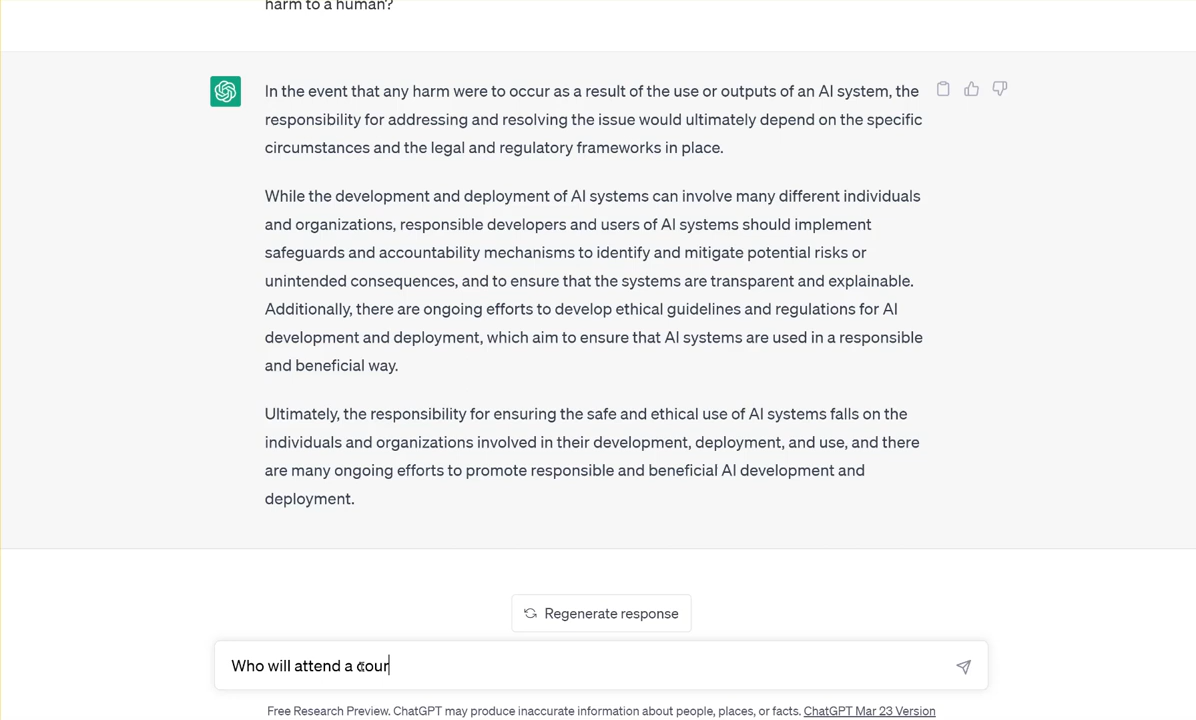 harm to a human?
In the event that any harm were to occur as a result of the use or outputs of an AI system, the
responsibility for addressing and resolving the issue would ultimately depend on the specific
circumstances and the legal and regulatory frameworks in place.
While the development and deployment of AI systems can involve many different individuals
and organizations, responsible developers and users of AI systems should implement
safeguards and accountability mechanisms to identify and mitigate potential risks or
unintended consequences, and to ensure that the systems are transparent and explainable.
Additionally, there are ongoing efforts to develop ethical guidelines and regulations for AI
development and deployment, which aim to ensure that AI systems are used in a responsible
and beneficial way.
Ultimately, the responsibility for ensuring the safe and ethical use of AI systems falls on the
individuals and organizations involved in their development, deployment, and use, and there
are many ongoing efforts to promote responsible and beneficial AI development and
deployment.
Regenerate response
Who will attend a cour
Free Research Preview. ChatGPT may produce inaccurate information about people, places, or facts. ChatGPT Mar 23 Version